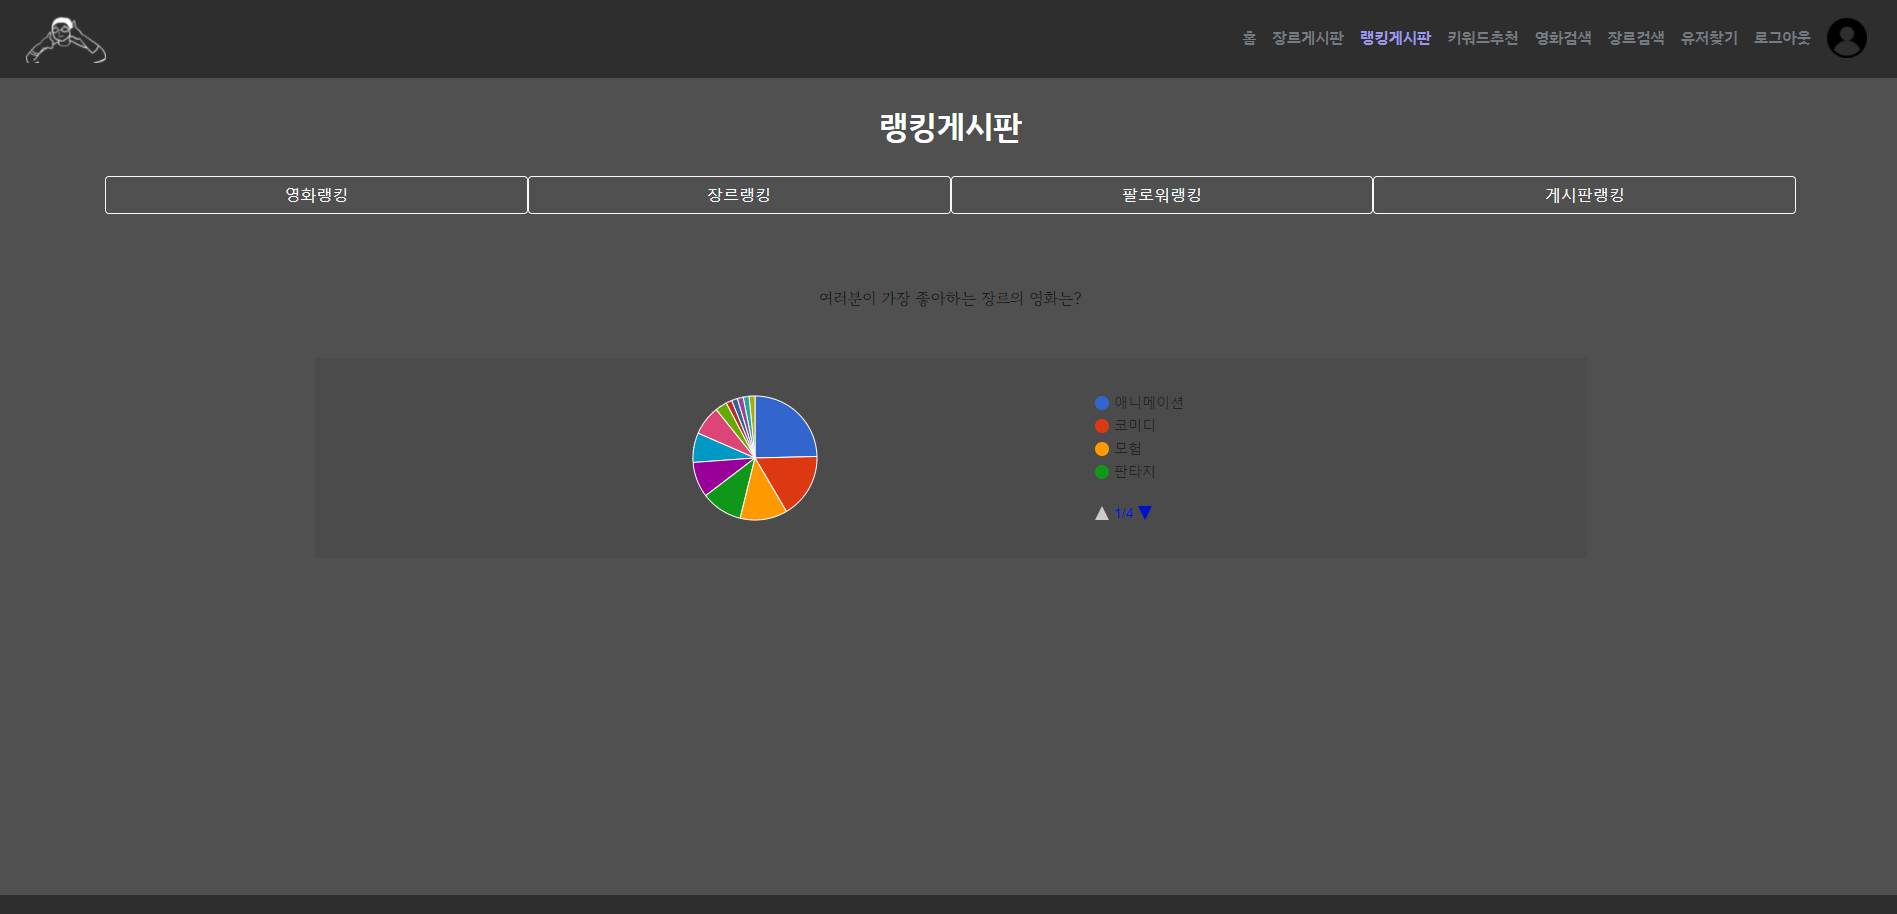 홈 장르게시판 랭킹게시판 키워드추천 영화검색 장르검색 유저찾기 로그아웃
랭킹게시판
영화랭킹 장르랭킹 팔로워랭킹 게시판랭킹
여러분이 가장 좋아하는 장르의 영화는?
애니메이션
코미디
모험
판타지
▲ 1/4 ▼